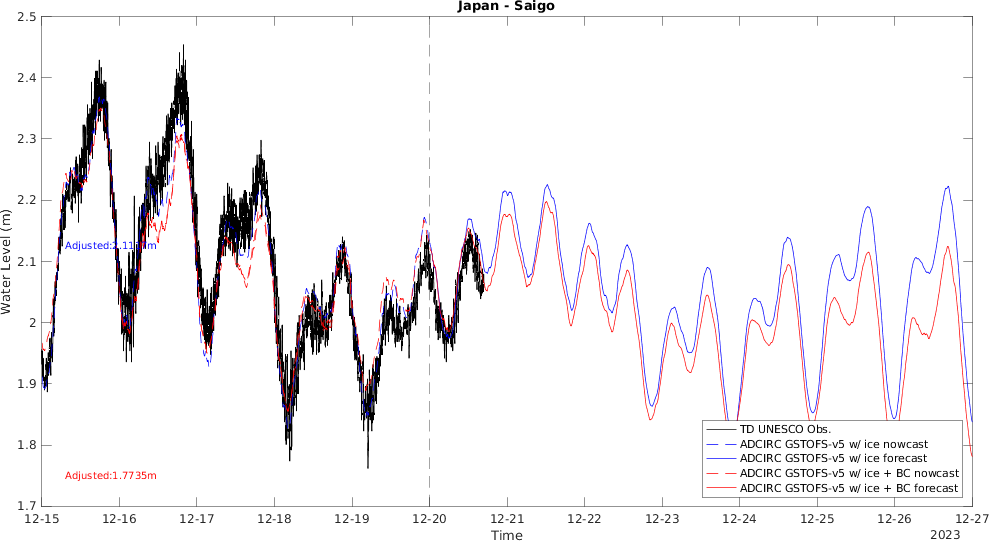 Japan - Saigo
2.5
2.4
2.3
2.2
2.1
2
1.9
1.8
1.7
Water Level (m)
Adjusted:1.7735m
12-15
12-16
12-17
12-18
12-19
12-20
12-21
12-22
12-23
12-24
12-25
12-26
12-27
Time
2023
TD UNESCO Obs.
ADCIRC GSTOFS-v5 w/ ice nowcast
ADCIRC GSTOFS-v5 w/ ice forecast
ADCIRC GSTOFS-v5 w/ ice + BC nowcast
ADCIRC GSTOFS-v5 w/ ice + BC forecast